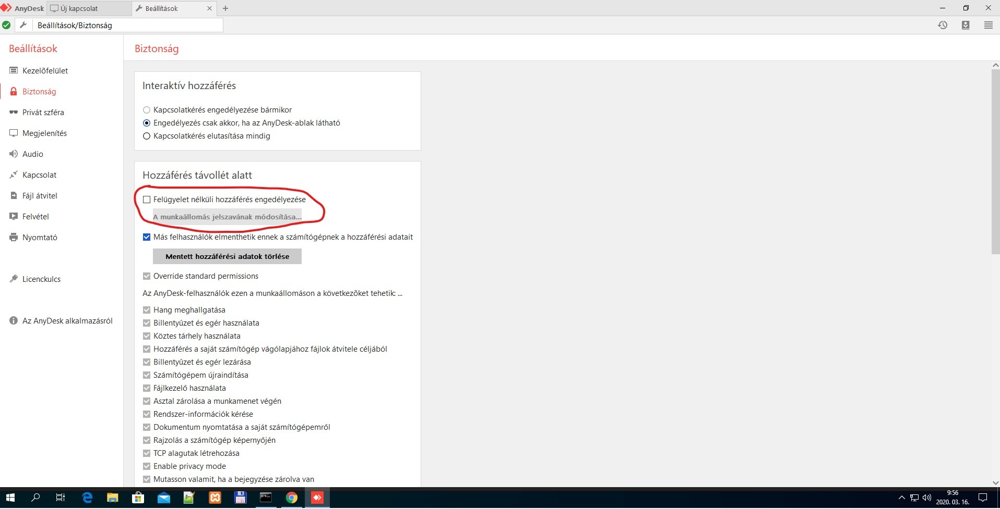 AnyDesk
Új kapcsolat
Beállítások
Beállítások/Biztonság
Beállítások
Kezelőfelület
Biztonság
Privát szféra
Megjelenítés
Audio
Kapcsolat
Fájl átvitel
Felvétel
Nyomtató
Licenckulcs
Az AnyDesk alkalmazásról
Biztonság
Interaktív hozzáférés
Kapcsolatkérés engedélyezése bármikor
Engedélyezés csak akkor, ha az AnyDesk-ablak látható
Kapcsolatkérés elutasítása mindig
Hozzáférés távollét alatt
Felügyelet nélküli hozzáférés engedélyezése
A munkaállomás jelszavának módosítása...
Más felhasználók elmenthetik ennek a számítógépnek a hozzáférési adatait
Mentett hozzáférési adatok törlése
Override standard permissions
Az AnyDesk-felhasználók ezen a munkaállomáson a következõket tehetik: ...
Hang meghallgatása
Billentyûzet és egér használata
Köztes tárhely használata
Hozzáférés a saját számítógép vágólapjához fájlok átvitele céljából
Billentyûzet és egér lezárása
Számítógépem újraindítása
Fájlkezelő használata
Asztal zárolása a munkamenet végén
Rendszer-információk kérése
Dokumentum nyomtatása a saját számítógépemről
Rajzolás a számítógép képernyőjén
TCP alagutak létrehozása
Enable privacy mode
Mutasson valamit, ha a bejegyzése zárolva van
9:56
2020. 03. 16.